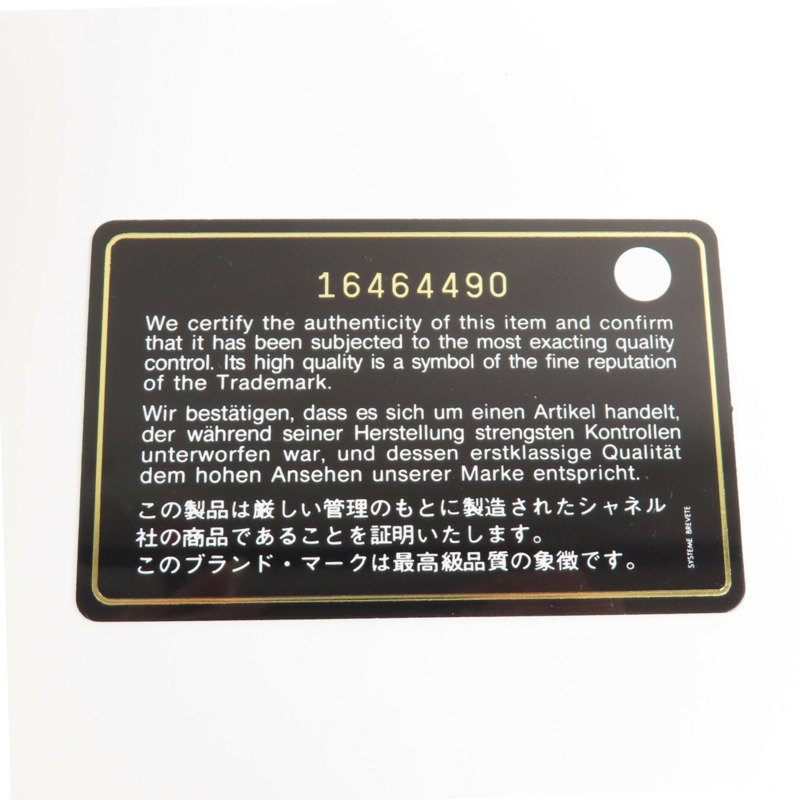 16464490
We certify the authenticity of this item and confirm
that it has been subjected to the most exacting quality
control. Its high quality is a symbol of the fine reputation
of the Trademark.
Wir bestätigen, dass es sich um einen Artikel handelt,
der während seiner Herstellung strengsten Kontrollen
unterworfen war, und dessen erstklassige Qualität
dem hohen Ansehen unserer Marke entspricht.
この製品は厳しい管理のもとに製造されたシャネル
社の商品であることを証明いたします。
このブランド・マークは最高級品質の象徴です。
SYSTEME BREVETE